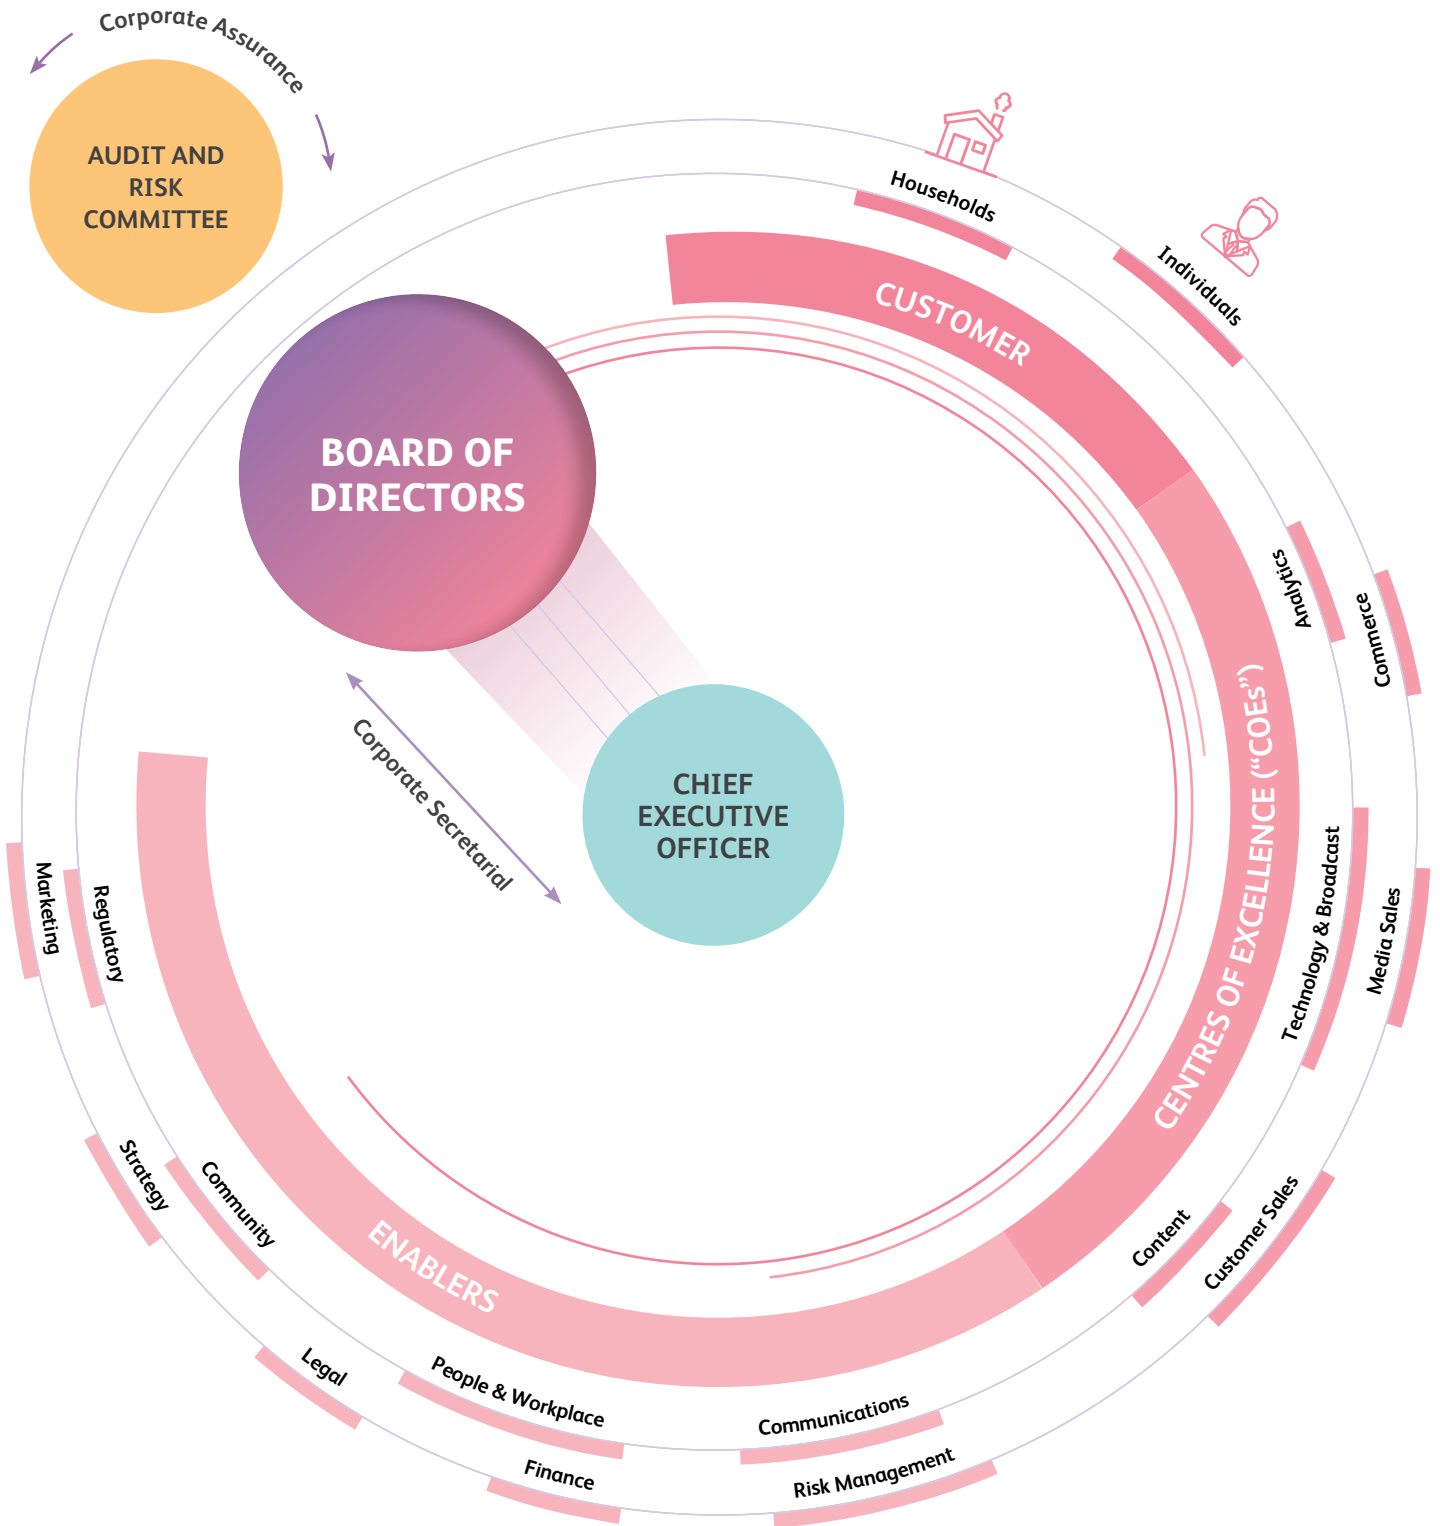 Corporate Assurance
AUDIT AND
RISK
COMMITTEE
BOARD OF
DIRECTORS
Corporate Secretarial
CHIEF
EXECUTIVE
OFFICER
CUSTOMER
Households
Individuals
CENTRES OF EXCELLENCE (“COEs”)
Analytics
Commerce
Technology & Broadcast
Media Sales
Content
Customer Sales
ENABLERS
Communications
Risk Management
People & Workplace
Finance
Legal
Community
Strategy
Regulatory
Marketing